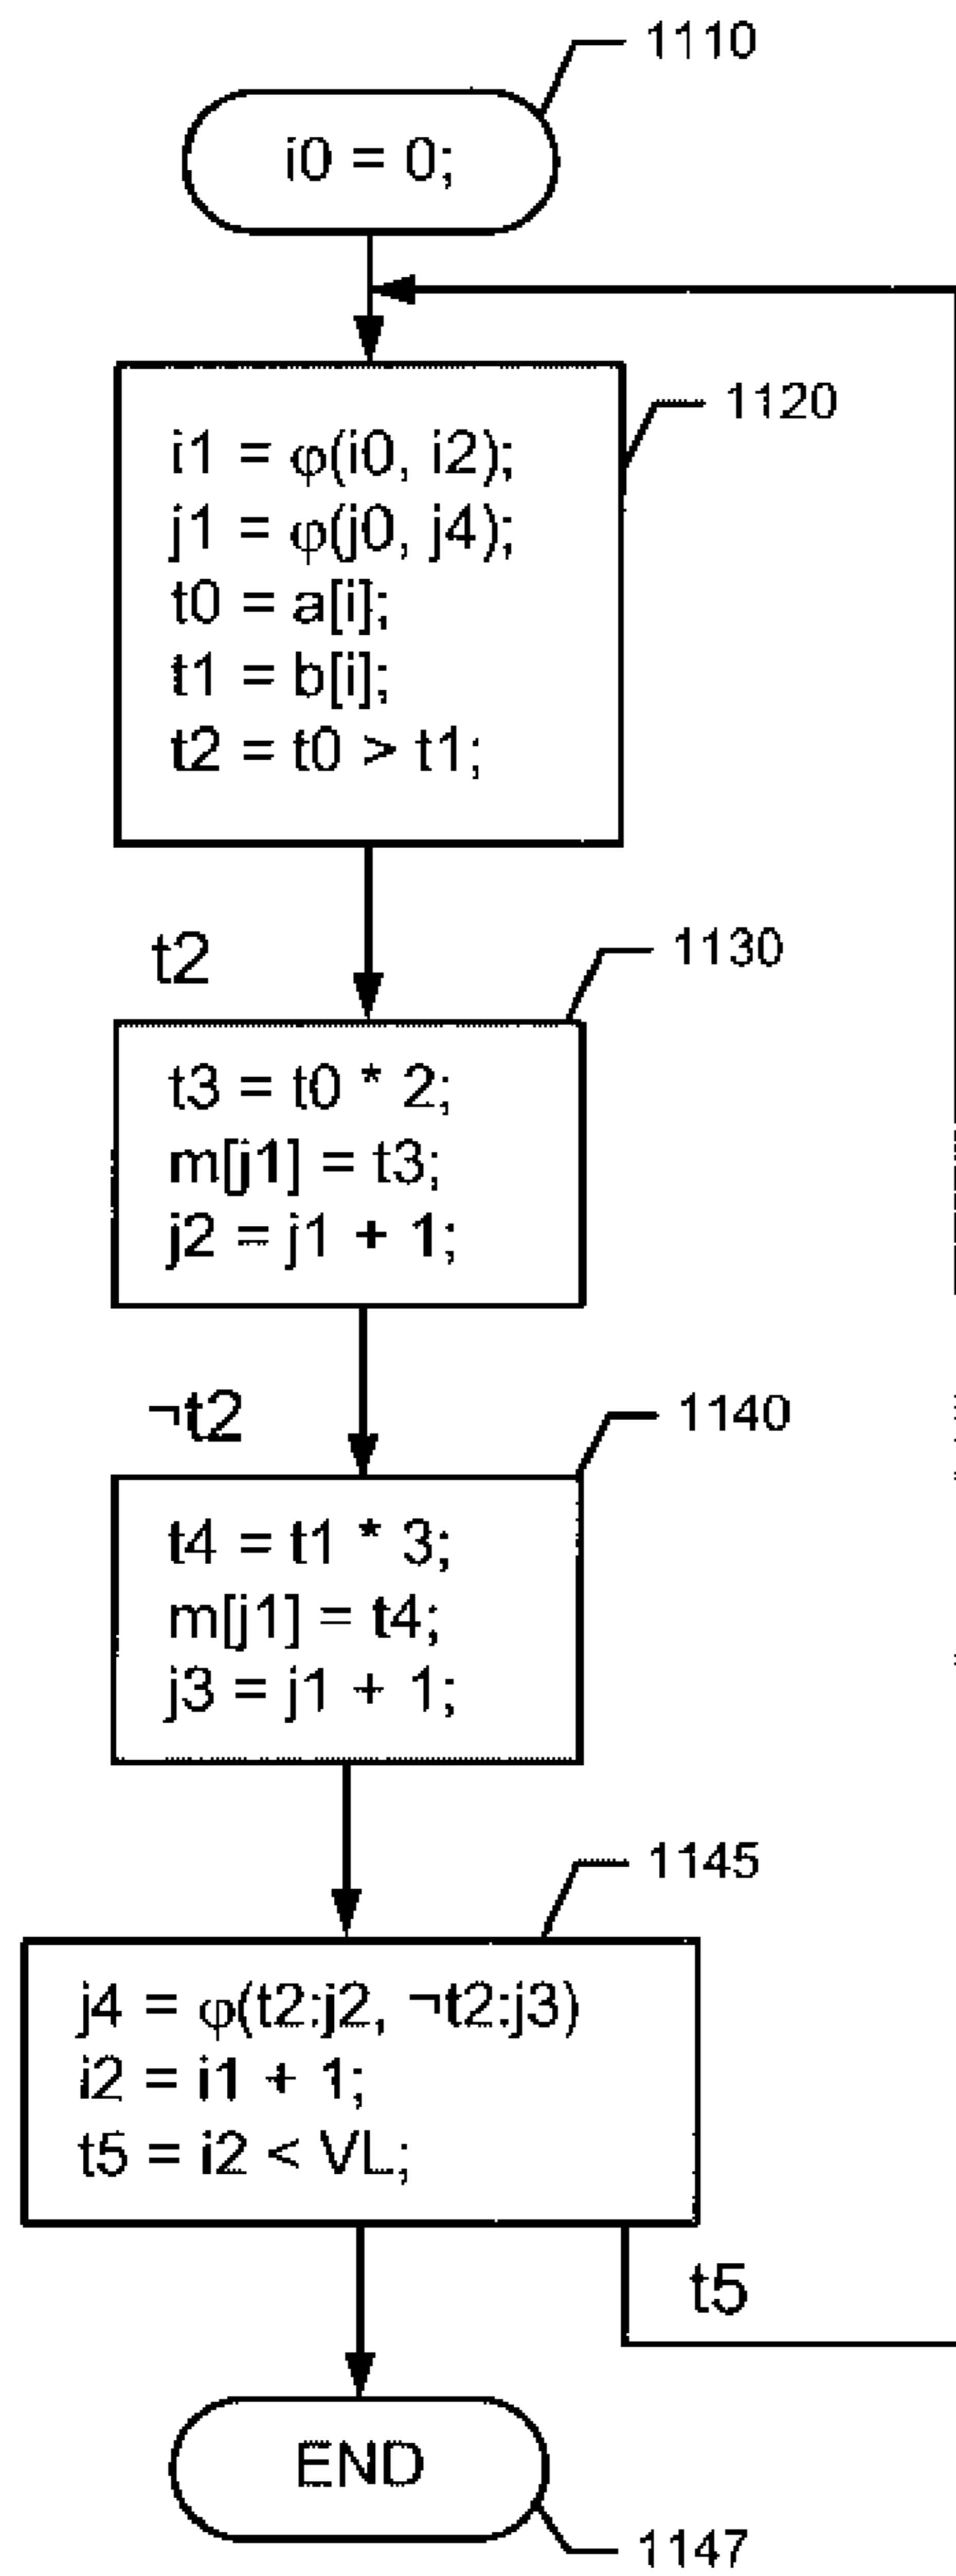 1110
i0 = 0;
1120
i1 = φ(i0, i2);
j1 = φ(j0, j4);
t0 = a[i];
t1 = b[i];
t2 = t0 > t1;
t2
1130
t3 = t0 * 2;
m[j1] = t3;
j2 = j1 + 1;
¬t2
1140
t4 = t1 * 3;
m[j1] = t4;
j3 = j1 + 1;
1145
j4 = φ(t2:j2, ¬t2:j3)
i2 = i1 + 1;
t5 = i2 < VL;
t5
END
1147